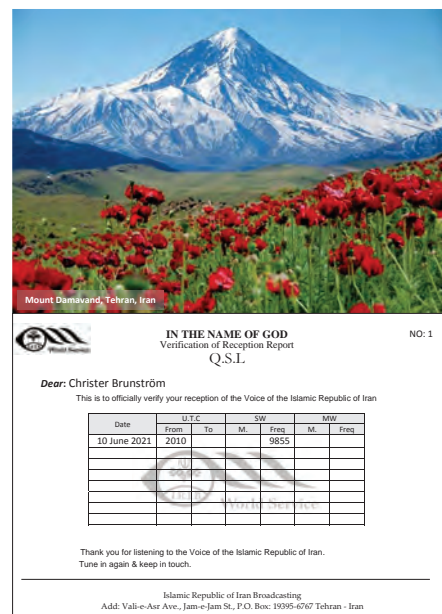 Mount Damavand, Tehran, Iran
World Service
IN THE NAME OF GOD
NO: 1
Verification of Reception Report
Q.S.L
Dear: Christer Brunström
This is to officially verify your reception of the Voice of the Islamic Republic of Iran
Date U.T.C SW MW
From To M. Freq M. Freq
10 June 2021 2010 9855
I.R.I.B
World Service
Thank you for listening to the Voice of the Islamic Republic of Iran.
Tune in again & keep in touch.
Islamic Republic of Iran Broadcasting
Add: Vali-e-Asr Ave., Jam-e-Jam St., P.O. Box: 19395-6767 Tehran - Iran